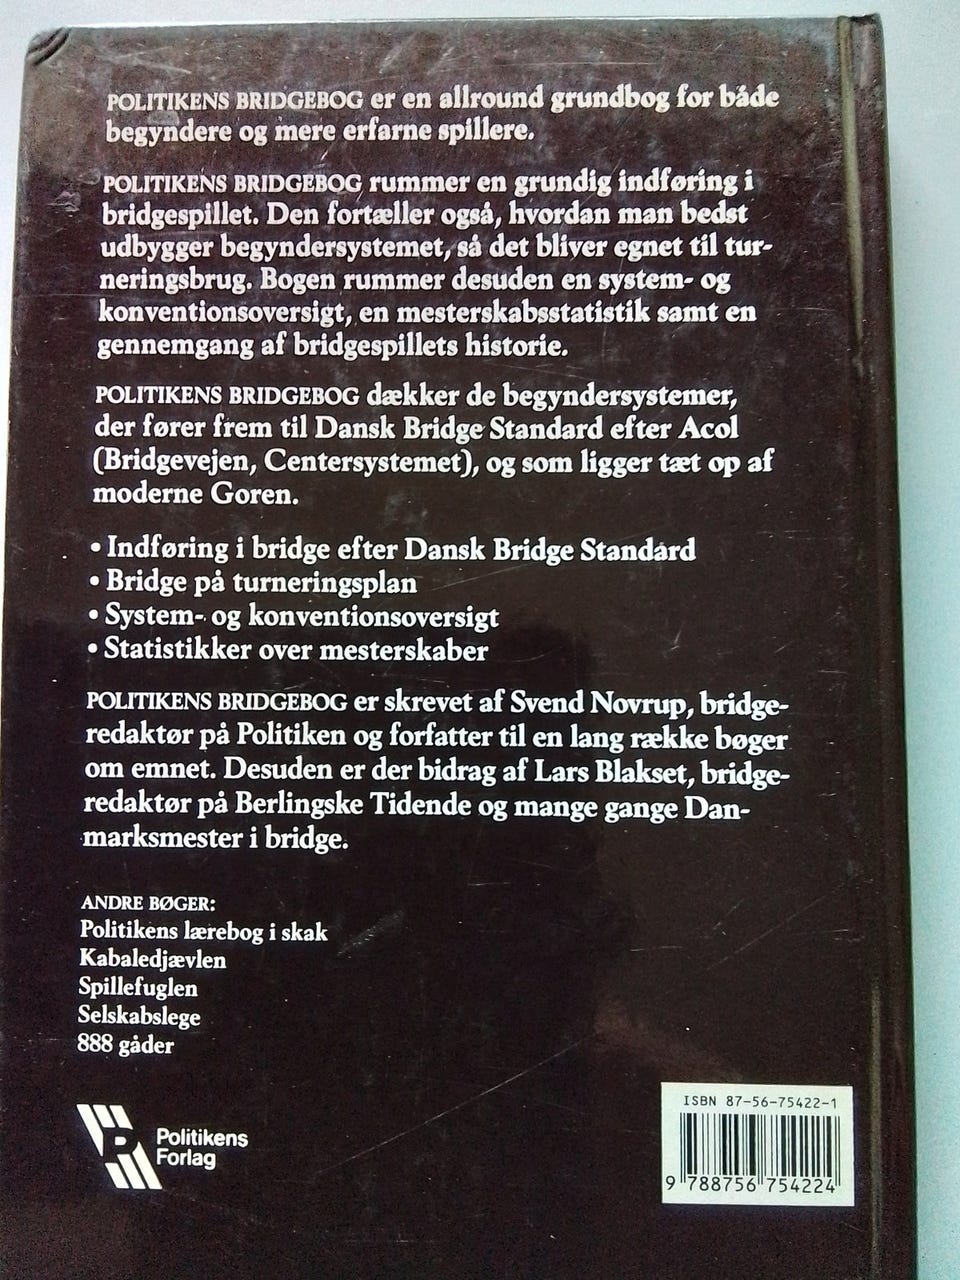 POLITIKENS BRIDGEBOG er en allround grundbog for både
begyndere og mere erfarne spillere.
POLITIKENS BRIDGEBOG rummer en grundig indføring i
bridgespillet. Den fortæller også, hvordan man bedst
udbygger begyndersystemet, så det bliver egnet til tur-
neringsbrug. Bogen rummer desuden en system- og
konventionsoversigt, en mesterskabsstatistik samt en
gennemgang af bridgespillets historie.
POLITIKENS BRIDGEBOG dækker de begyndersystemer,
der fører frem til Dansk Bridge Standard efter Acol
(Bridgevejen, Centersystemet), og som ligger tæt op af
moderne Goren.
• Indføring i bridge efter Dansk Bridge Standard
• Bridge på turneringsplan
• System- og konventionsoversigt
• Statistikker over mesterskaber
POLITIKENS BRIDGEBOG er skrevet af Svend Novrup, bridge-
redaktør på Politiken og forfatter til en lang række bøger
om emnet. Desuden er der bidrag af Lars Blakset, bridge-
redaktør på Berlingske Tidende og mange gange Dan-
marksmester i bridge.
ANDRE BØGER:
Politikens lærebog i skak
Kabaledjævlen
Spillefuglen
Selskabslege
888 gåder
P Politikens
Forlag
ISBN 87-56-75422-1
9 788756 754224